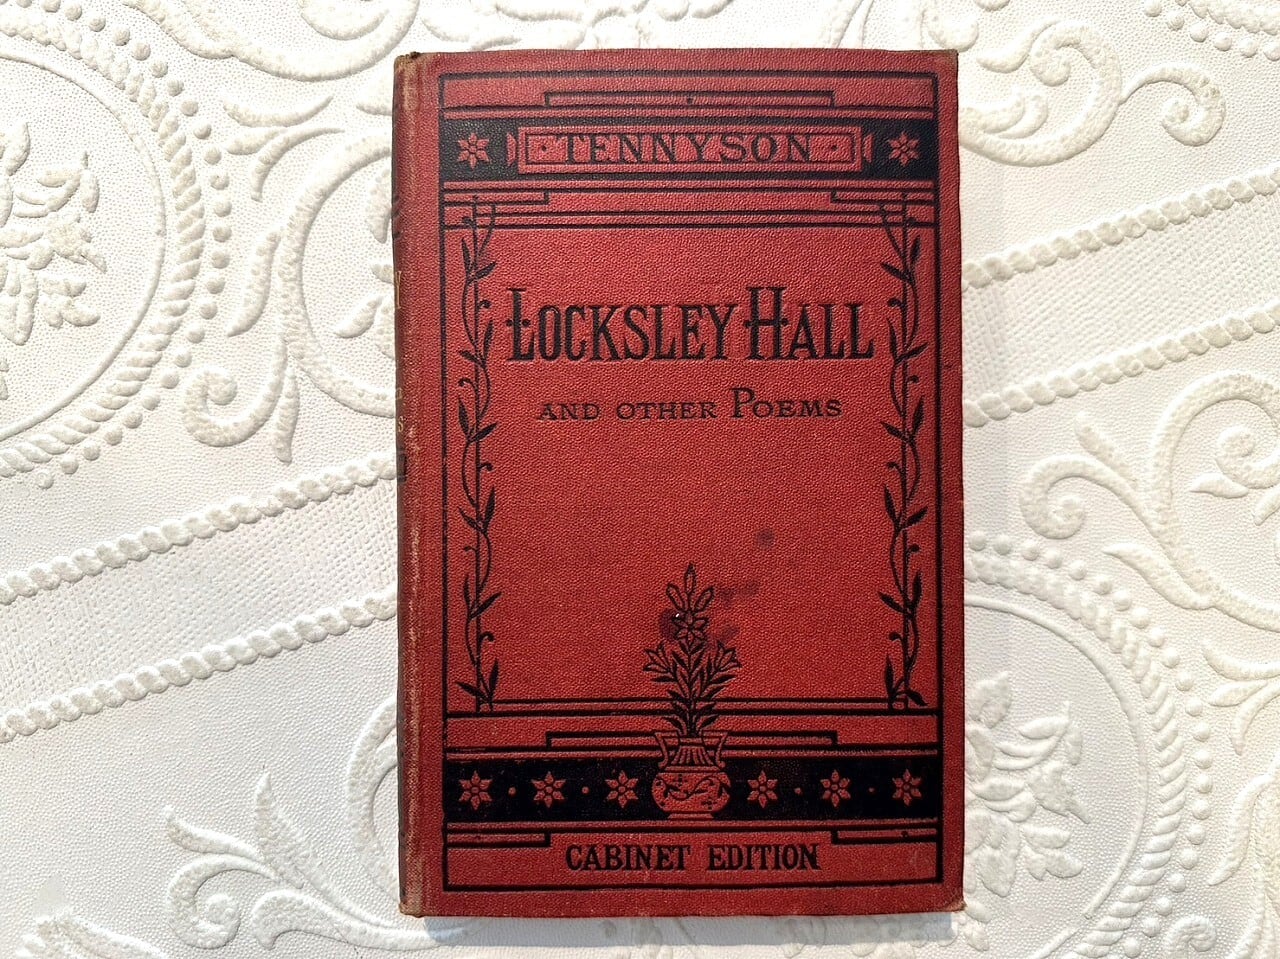 TENNYSON
LOCKSLEY HALL
AND OTHER POEMS
CABINET EDITION